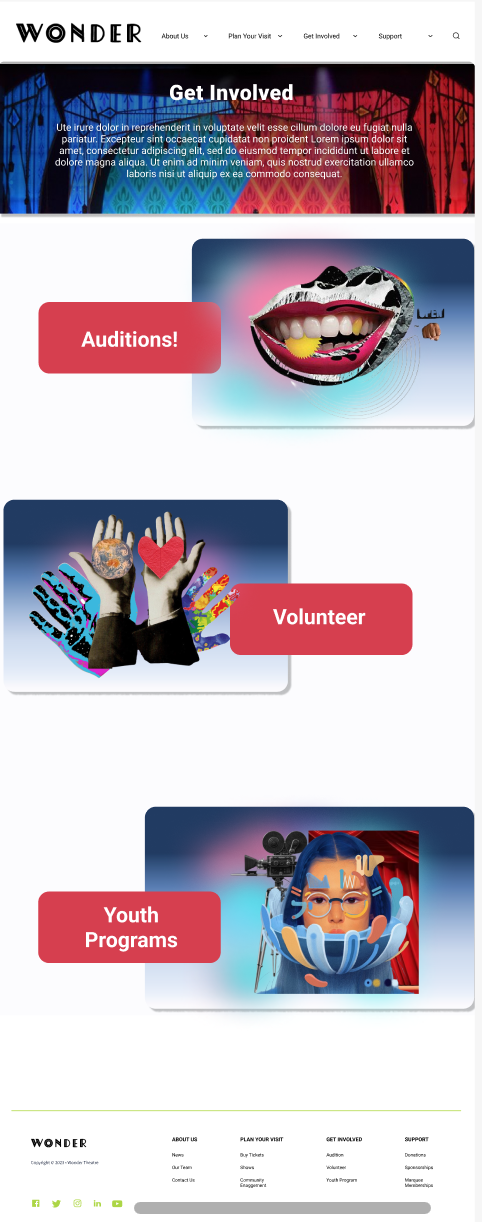 WONDER
About Us
Plan Your Visit
Get Involved
Support
Get Involved
Ute irure dolor in reprehenderit in voluptate velit esse cillum dolore eu fugiat nulla
pariatur. Excepteur sint occaecat cupidatat non proident Lorem ipsum dolor sit
amet, consectetur adipiscing elit, sed do eiusmod tempor incididunt ut labore et
dolore magna aliqua. Ut enim ad minim veniam, quis nostrud exercitation ullamco
laboris nisi ut aliquip ex ea commodo consequat.
Auditions!
Volunteer
Youth
Programs
WONDER
Copyright © 2023 • Wonder Theater
ABOUT US
News
Our Team
Contact Us
PLAN YOUR VISIT
Buy Tickets
Shows
Community
Enaggement
GET INVOLVED
Audition
Volunteer
Youth Program
SUPPORT
Donations
Sponsorships
Marquee
Memberships